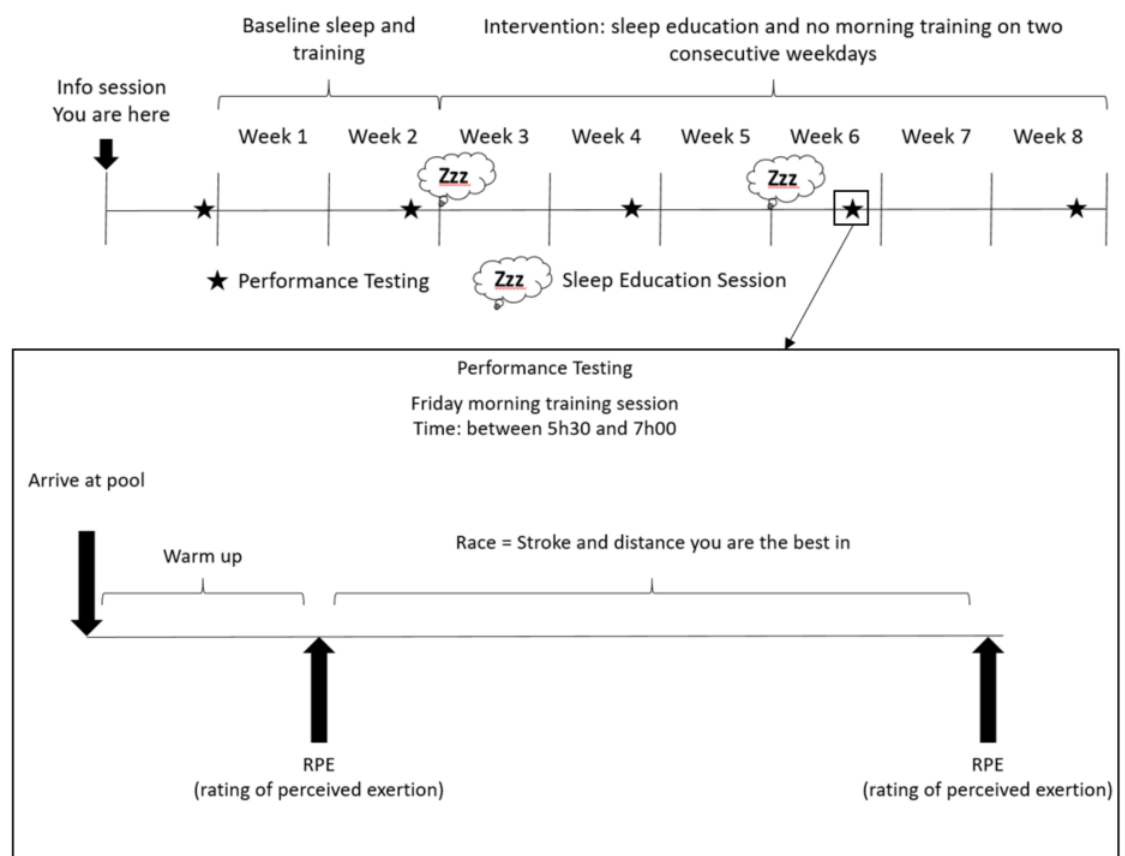 Baseline sleep and
training
Intervention: sleep education and no morning training on two
consecutive weekdays
Info session
You are here
Week 1
Week 2
Week 3
Week 4
Week 5
Week 6
Week 7
Week 8
Zzz
Zzz
Performance Testing
Zzz
Sleep Education Session
Performance Testing
Friday morning training session
Time: between 5h30 and 7h00
Arrive at pool
Warm up
Race = Stroke and distance you are the best in
RPE
(rating of perceived exertion)
RPE
(rating of perceived exertion)